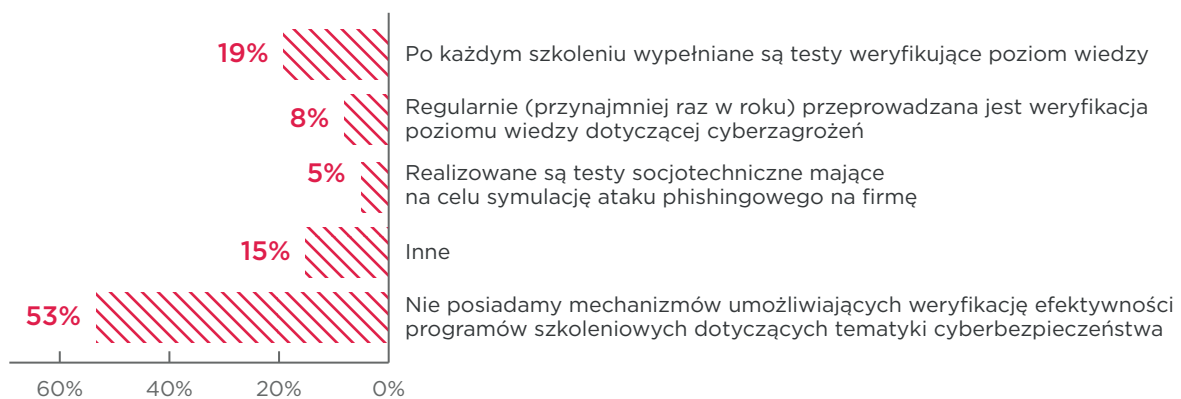 19%
Po każdym szkoleniu wypełniane są testy weryfikujące poziom wiedzy
8%
Regularnie (przynajmniej raz w roku) przeprowadzana jest weryfikacja
poziomu wiedzy dotyczącej cyberzagrożeń
5%
Realizowane są testy socjotechniczne mające
na celu symulację ataku phishingowego na firmę
15%
Inne
53%
Nie posiadamy mechanizmów umożliwiających weryfikację efektywności
programów szkoleniowych dotyczących tematyki cyberbezpieczeństwa
60% 40% 20% 0%